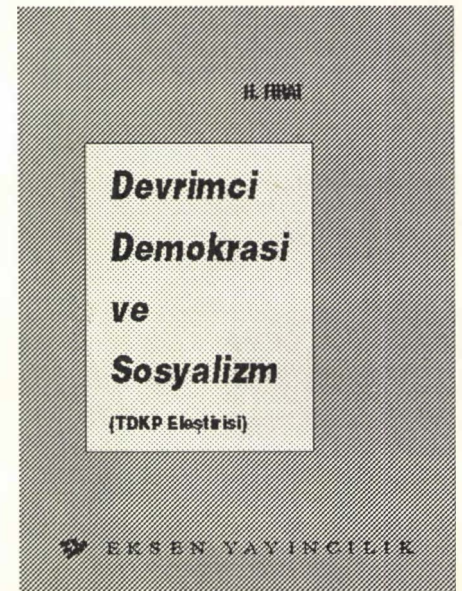 H. FIRAT
Devrimci
Demokrasi
ve
Sosyalizm
(TDKP Eleştirisi)
EKSEN YAYINCILIK